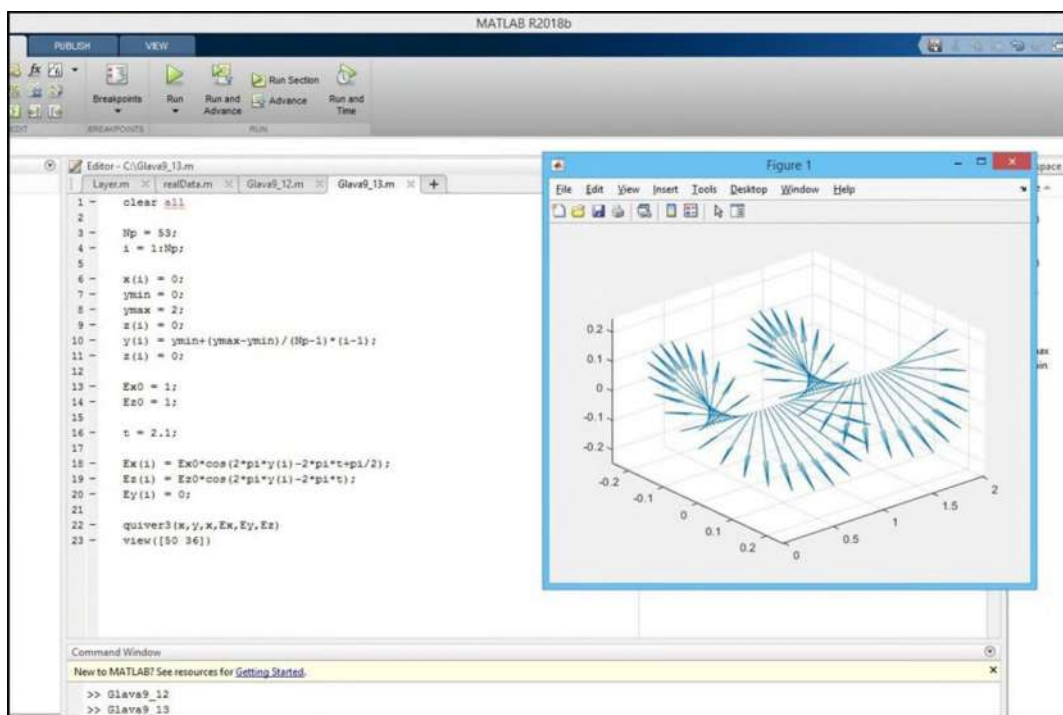 MATLAB R2018b
PUBLISH VIEW
fx
Breakpoints Run Run and Advance Run Section Advance Run and Time
EDIT BREAKPOINTS RUN
Editor - C:\Glava9_13.m
Layer.m realData.m Glava9_12.m Glava9_13.m +
1 - clear all
2
3 - Np = 53;
4 - i = 1:Np;
5
6 - x(i) = 0;
7 - ymin = 0;
8 - ymax = 2;
9 - z(i) = 0;
10 - y(i) = ymin+(ymax-ymin)/(Np-1)*(i-1);
11 - z(i) = 0;
12
13 - Ex0 = 1;
14 - Ez0 = 1;
15
16 - t = 2.1;
17
18 - Ex(i) = Ex0*cos(2*pi*y(i)-2*pi*t+pi/2);
19 - Ez(i) = Ez0*cos(2*pi*y(i)-2*pi*t);
20 - Ey(i) = 0;
21
22 - quiver3(x,y,x,Ex,Ey,Ez)
23 - view([50 36])
Figure 1
File Edit View Insert Tools Desktop Window Help
0.2
0.1
0
-0.1
-0.2
-0.2
-0.1
0
0.1
0.2
0
0.5
1
1.5
2
space
ax
in
Command Window
New to MATLAB? See resources for Getting Started.
>> Glava9_12
>> Glava9_13